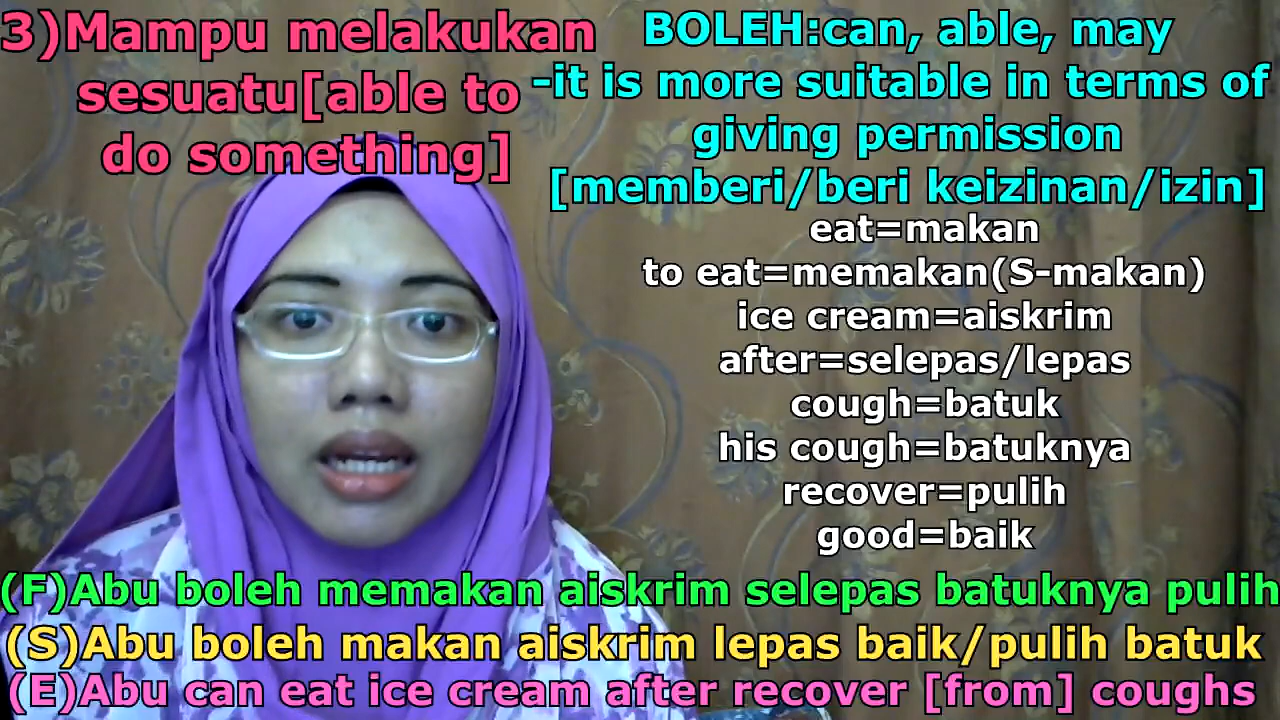 3)Mampu melakukan
sesuatu[able to
do something]
BOLEH:can, able, may
-it is more suitable in terms of
giving permission
[memberi/beri keizinan/izin]
eat=makan
to eat=memakan(S-makan)
ice cream=aiskrim
after=selepas/lepas
cough=batuk
his cough=batuknya
recover=pulih
good=baik
(F)Abu boleh memakan aiskrim selepas batuknya pulih
(S)Abu boleh makan aiskrim lepas baik/pulih batuk
(E)Abu can eat ice cream after recover [from] coughs